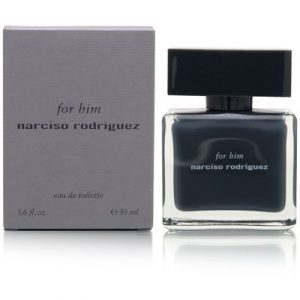 for him
narciso rodriguez
eau de toilette
1.6 fl.oz. ℮ 50 ml
for him
narciso rodriguez